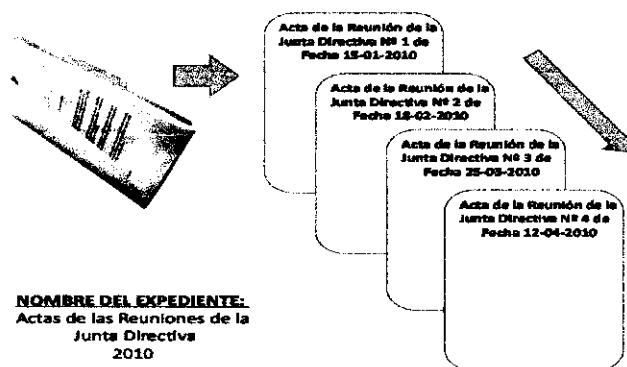 Acta de la Reunión de la
Junta Directiva Nº 1 de
Fecha 15-01-2010
Acta de la Reunión de la
Junta Directiva Nº 2 de
Fecha 18-02-2010
Acta de la Reunión de la
Junta Directiva Nº 3 de
Fecha 25-03-2010
Acta de la Reunión de la
Junta Directiva Nº 4 de
Fecha 12-04-2010
NOMBRE DEL EXPEDIENTE:
Actas de las Reuniones de la
Junta Directiva
2010